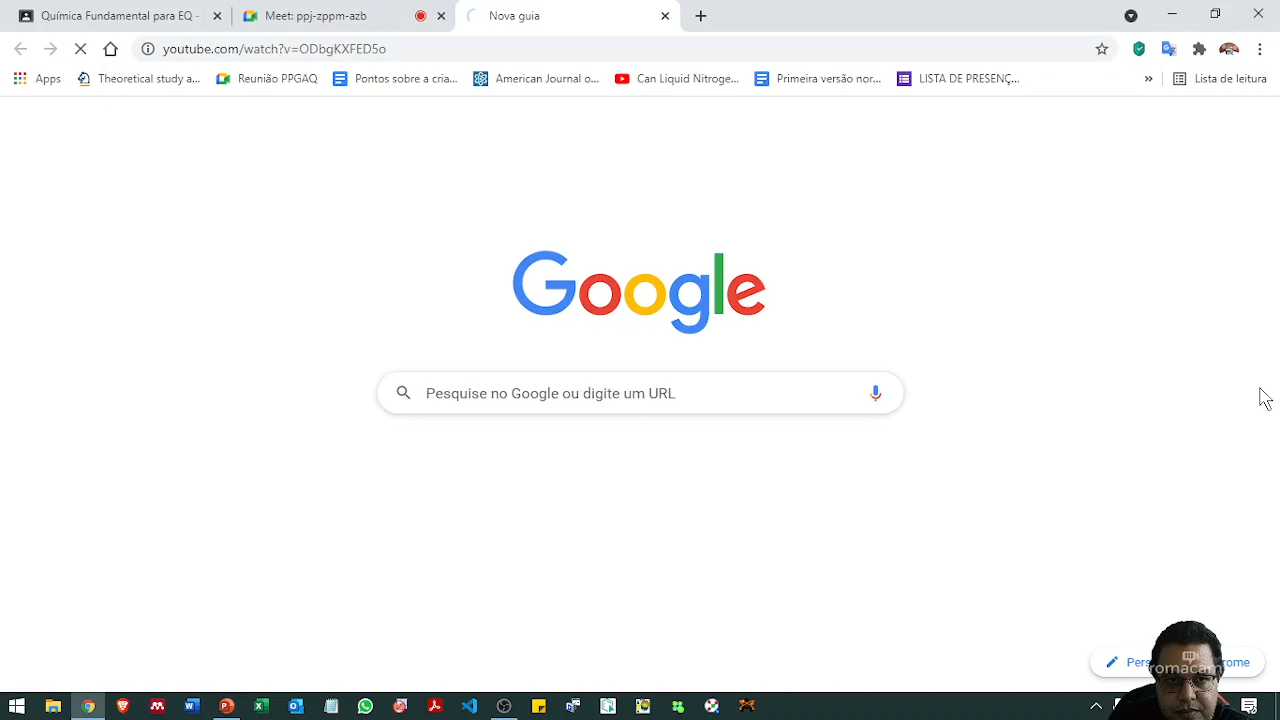 Química Fundamental para EQ -
Meet: ppj-zppm-azb
Nova guia
youtube.com/watch?v=ODbgKXFED5o
Apps
Theoretical study a...
Reunião PPGAQ
Pontos sobre a cria...
American Journal o...
Can Liquid Nitroge...
Primeira versão nor...
LISTA DE PRESENÇ...
»
Lista de leitura
Google
Pesquise no Google ou digite um URL